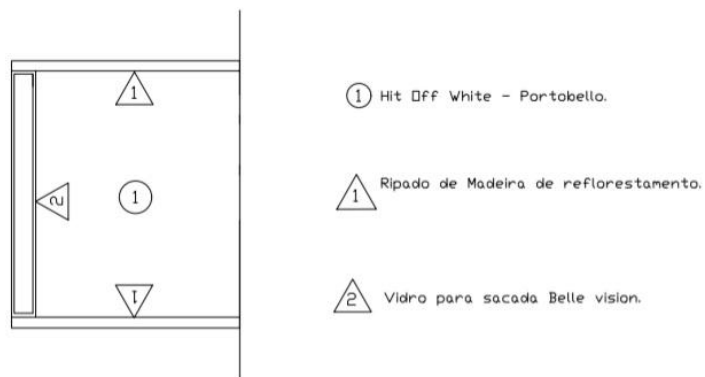 1
2
1
1
1 Hit Off White - Portobello.
1 Ripado de Madeira de reflorestamento.
2 Vidro para sacada Belle vision.